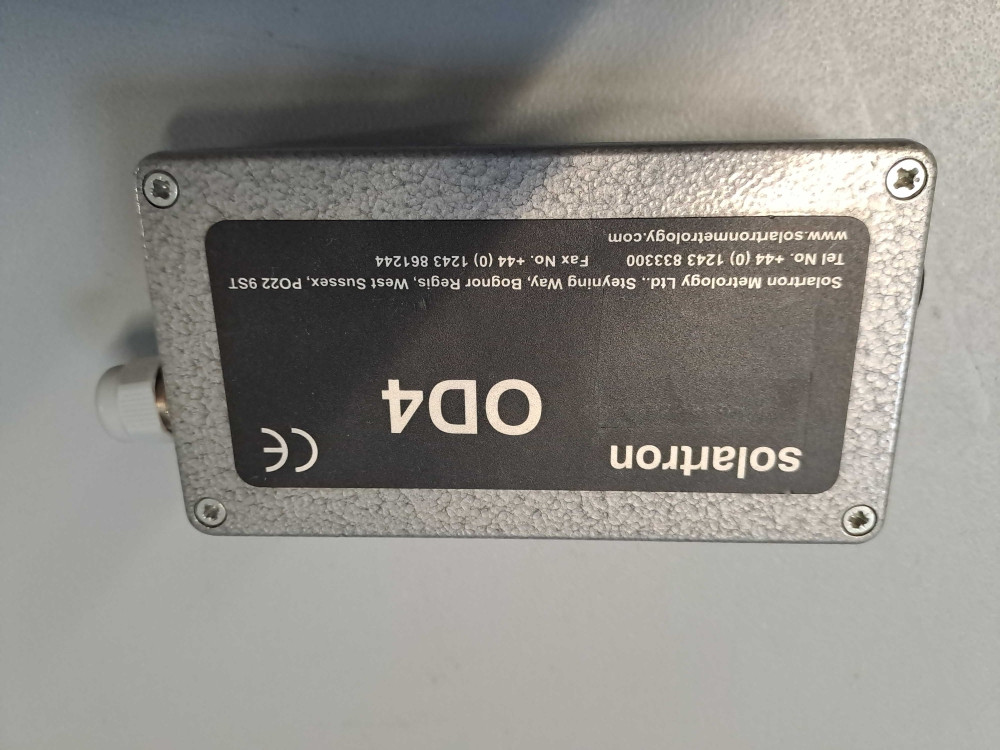 solartron
OD4
CE
Solartron Metrology Ltd., Steyning Way, Bognor Regis, West Sussex, PO22 9ST
Tel No. +44 (0) 1243 833300 Fax No. +44 (0) 1243 861244
www.solartronmetrology.com